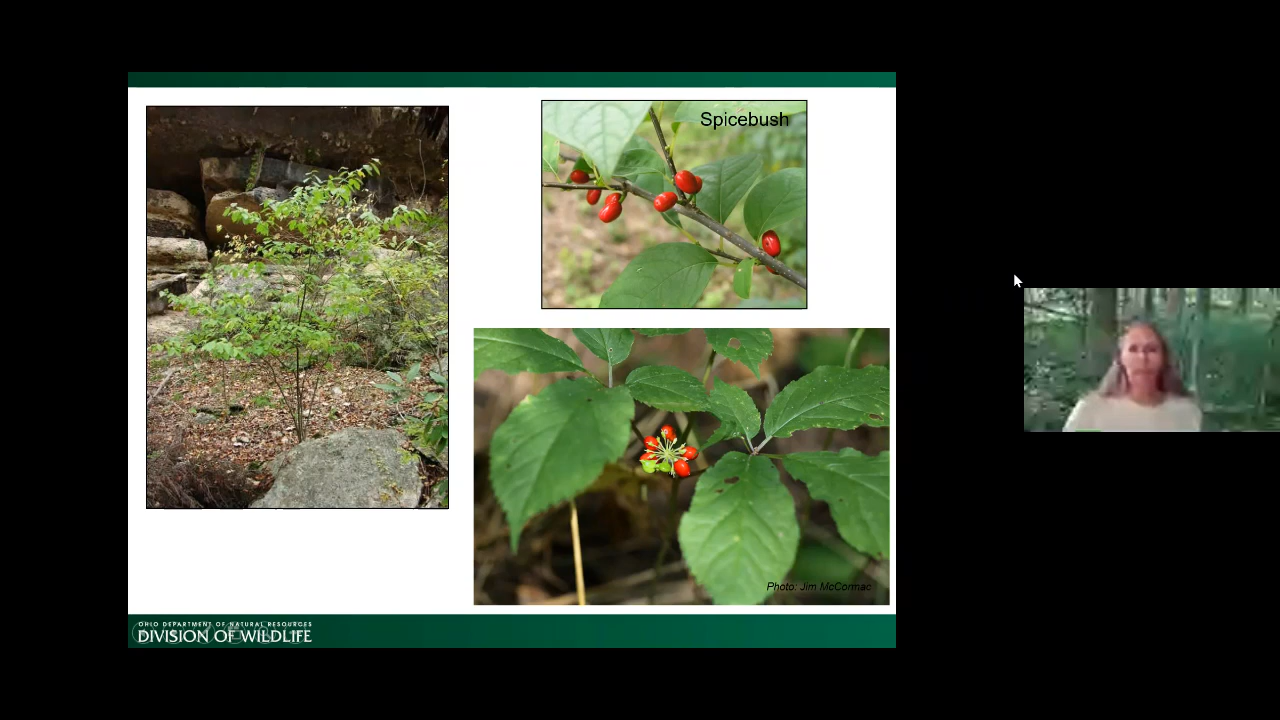 Spicebush
Photo: Jim McCormac
OHIO DEPARTMENT OF NATURAL RESOURCES
DIVISION OF WILDLIFE